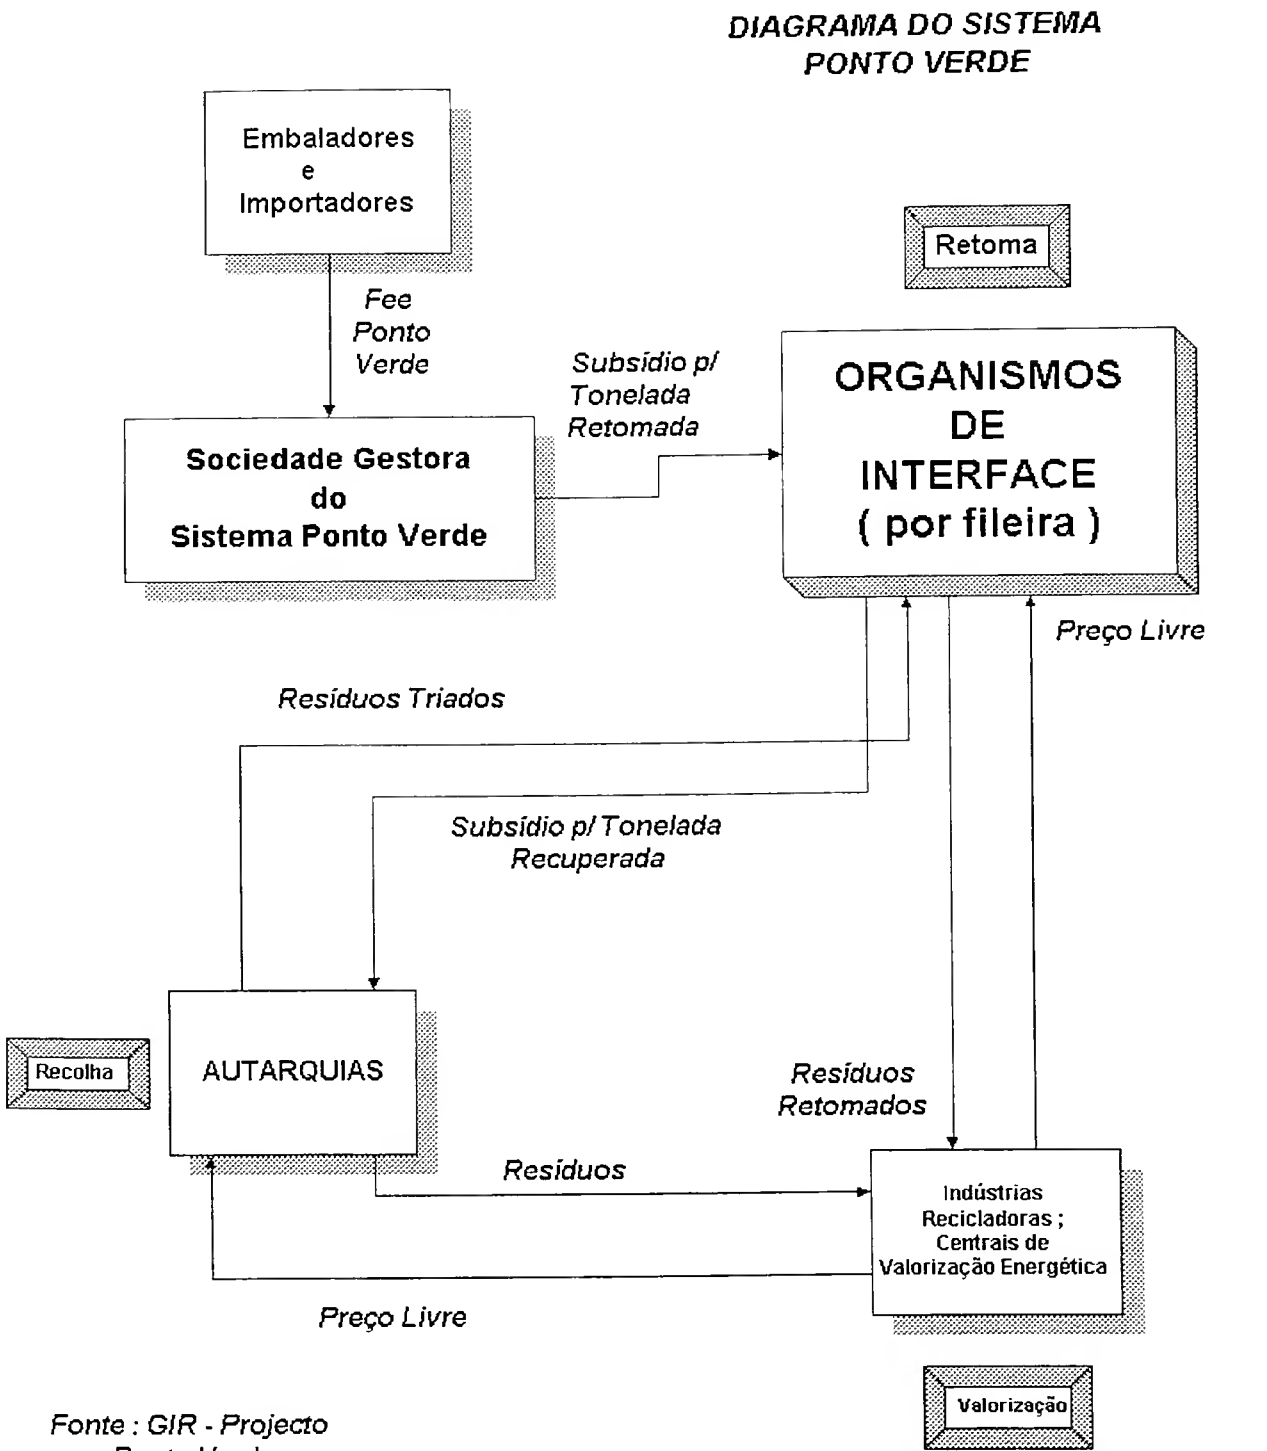 DIAGRAMA DO SISTEMA
PONTO VERDE
Embaladores
e
Importadores
Retoma
Fee
Ponto
Verde
Subsídio p/
Tonelada
Retomada
ORGANISMOS
DE
INTERFACE
( por fileira )
Sociedade Gestora
do
Sistema Ponto Verde
Preço Livre
Resíduos Triados
Subsídio p/ Tonelada
Recuperada
Recolha
AUTARQUIAS
Resíduos
Retomados
Resíduos
Indústrias
Recicladoras ;
Centrais de
Valorização Energética
Preço Livre
Valorização
Fonte : GIR - Projecto
Ponto Verde